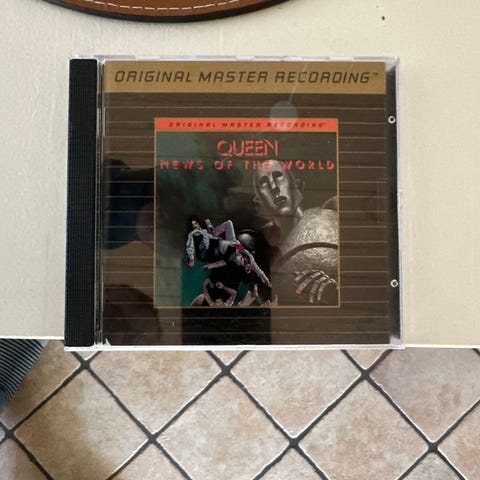 ORIGINAL MASTER RECORDING™
ORIGINAL MASTER RECORDING®
QUEEN
NEWS OF THE WORLD